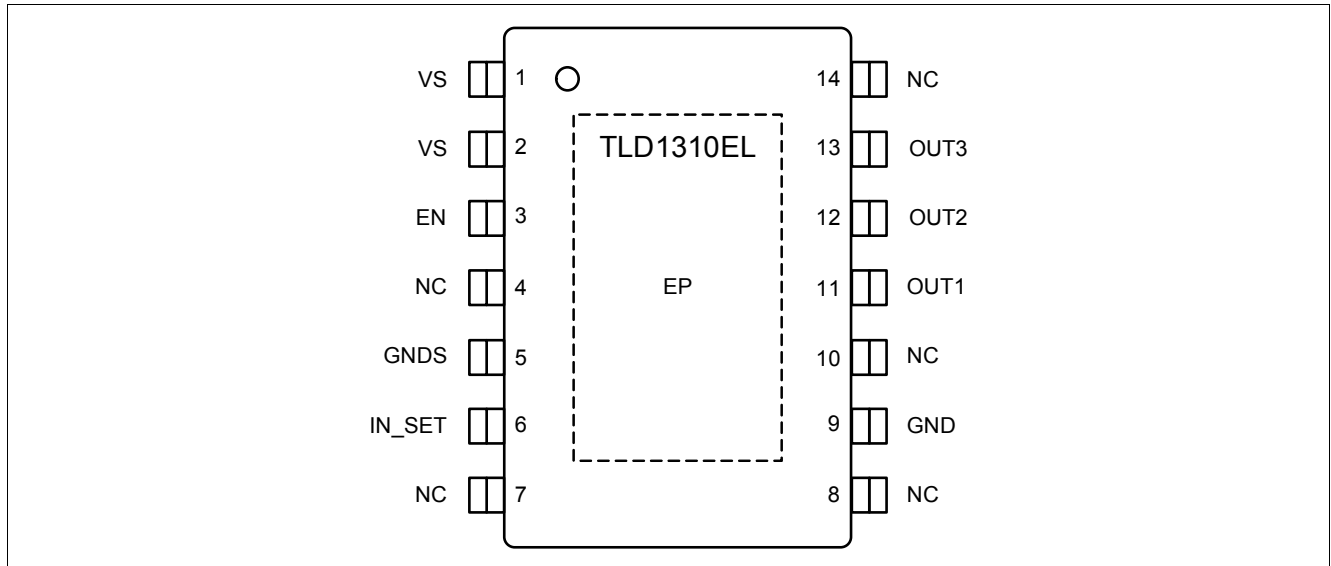 VS 1 14 NC
VS 2 TLD1310EL 13 OUT3
EN 3 12 OUT2
NC 4 EP 11 OUT1
GNDS 5 10 NC
IN_SET 6 9 GND
NC 7 8 NC